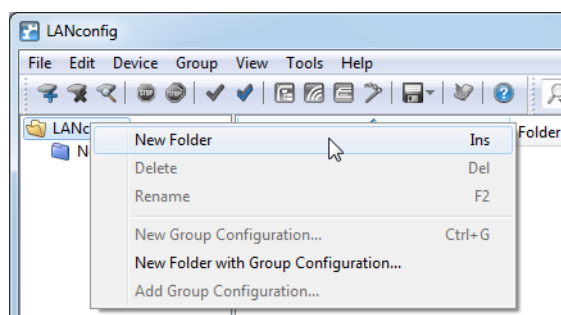 LANconfig
File Edit Device Group View Tools Help
LANc
N
Folder
New Folder Ins
Delete Del
Rename F2
New Group Configuration... Ctrl+G
New Folder with Group Configuration...
Add Group Configuration...